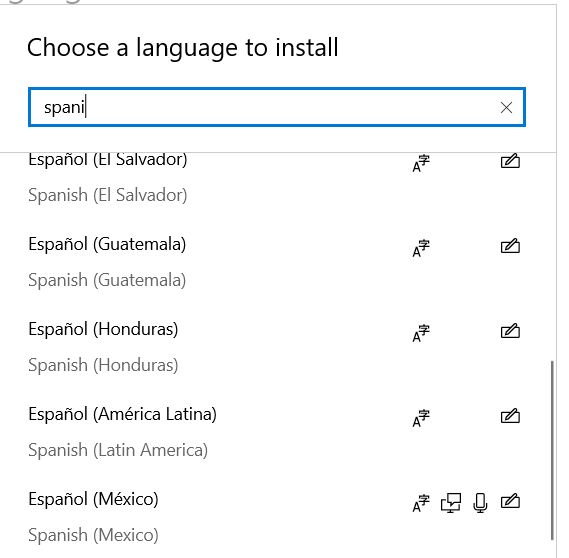 Choose a language to install
spani
Español (El Salvador)
Spanish (El Salvador)
Español (Guatemala)
Spanish (Guatemala)
Español (Honduras)
Spanish (Honduras)
Español (América Latina)
Spanish (Latin America)
Español (México)
Spanish (Mexico)